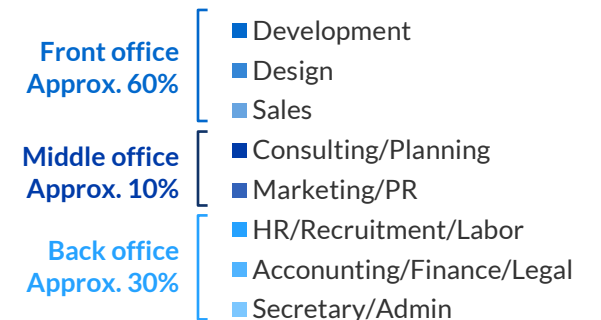 Front office
Approx. 60%
Development
Design
Sales
Middle office
Approx. 10%
Consulting/Planning
Marketing/PR
Back office
Approx. 30%
HR/Recruitment/Labor
Acconunting/Finance/Legal
Secretary/Admin